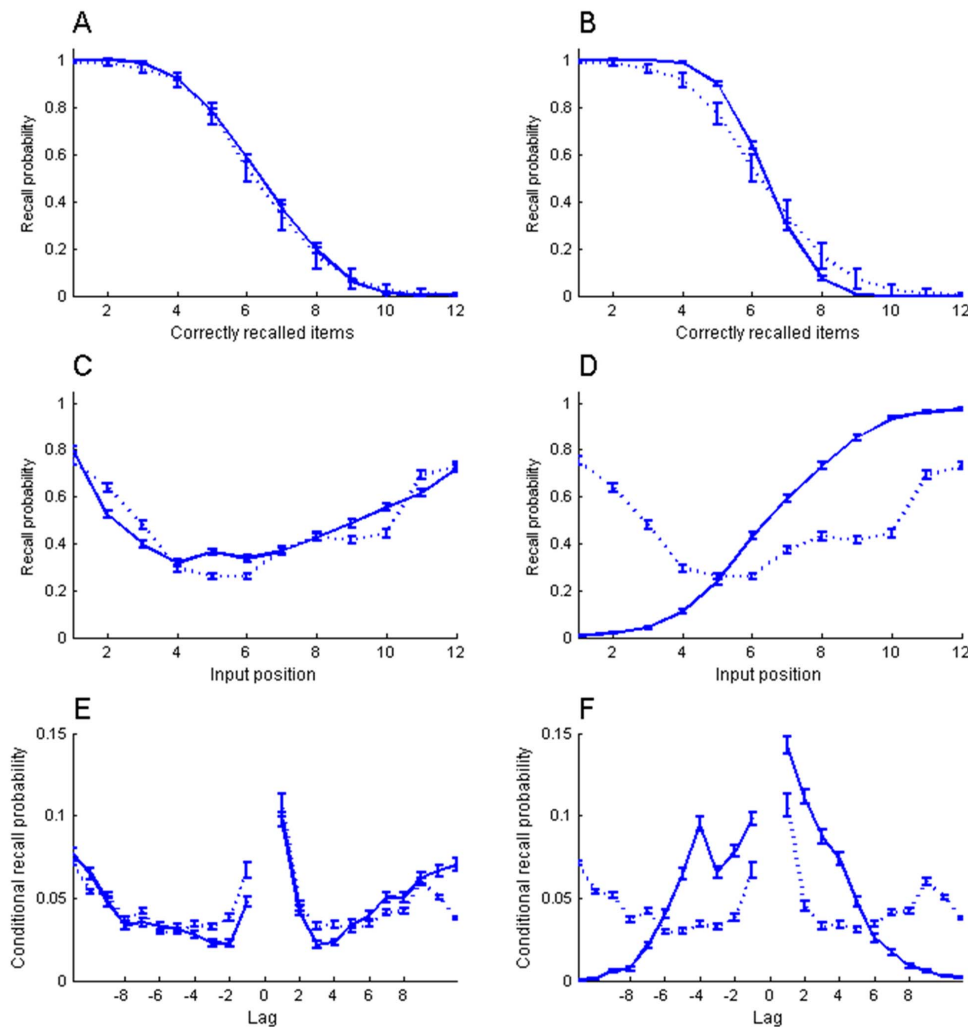 A
Recall probability
1
0.8
0.6
0.4
0.2
0
2 4 6 8 10 12
Correctly recalled items
B
Recall probability
1
0.8
0.6
0.4
0.2
0
2 4 6 8 10 12
Correctly recalled items
C
Recall probability
1
0.8
0.6
0.4
0.2
0
2 4 6 8 10 12
Input position
D
Recall probability
1
0.8
0.6
0.4
0.2
0
2 4 6 8 10 12
Input position
E
Conditional recall probability
0.15
0.1
0.05
0
-8 -6 -4 -2 0 2 4 6 8
Lag
F
Conditional recall probability
0.15
0.1
0.05
0
-8 -6 -4 -2 0 2 4 6 8
Lag